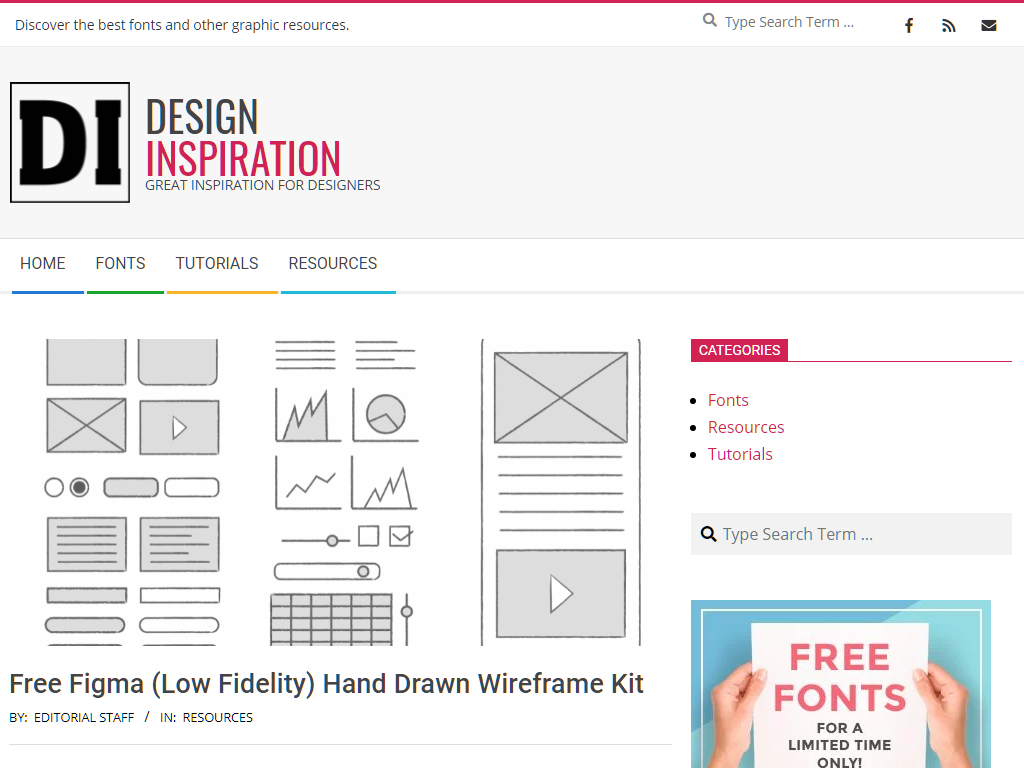 Discover the best fonts and other graphic resources.
Type Search Term ...
DI
DESIGN
INSPIRATION
GREAT INSPIRATION FOR DESIGNERS
HOME
FONTS
TUTORIALS
RESOURCES
Free Figma (Low Fidelity) Hand Drawn Wireframe Kit
BY: EDITORIAL STAFF / IN: RESOURCES
CATEGORIES
Fonts
Resources
Tutorials
Type Search Term ...
FREE
FONTS
FOR A
LIMITED TIME
ONLY!